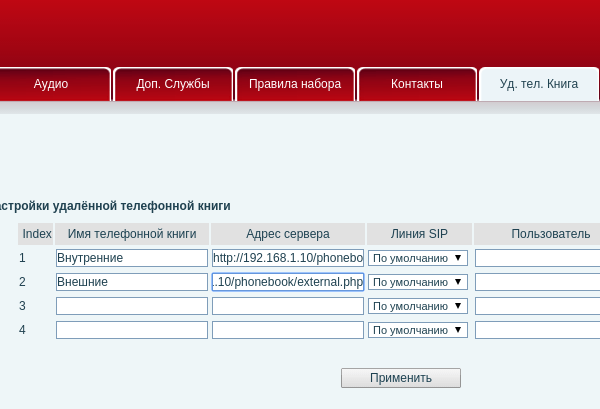 Аудио Доп. Службы Правила набора Контакты Уд. тел. Книга
астройки удалённой телефонной книги
Index Имя телефонной книги Адрес сервера Линия SIP Пользователь
1 Внутренние http://192.168.1.10/phonebo По умолчанию
2 Внешние .10/phonebook/external.php По умолчанию
3 По умолчанию
4 По умолчанию
Применить